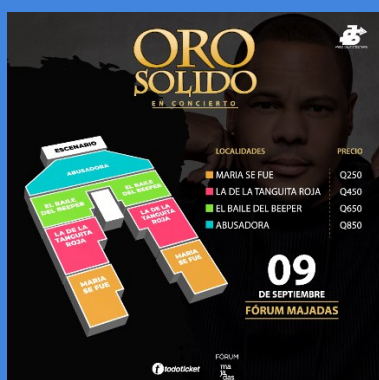 ORO
SOLIDO
EN CONCIERTO
ESCENARIO
ABUSADORA
EL BAILE
DEL BEEPER
EL BAILE
DEL BEEPER
LA DE LA
TANGUITA
ROJA
LA DE LA
TANGUITA
ROJA
MARIA
SE FUE
MARIA
SE FUE
LOCALIDADES PRECIO
MARIA SE FUE Q250
LA DE LA TANGUITA ROJA Q450
EL BAILE DEL BEEPER Q650
ABUSADORA Q850
09
DE SEPTIEMBRE
FÓRUM MAJADAS
todoticket
FÓRUM
ma
ja
das